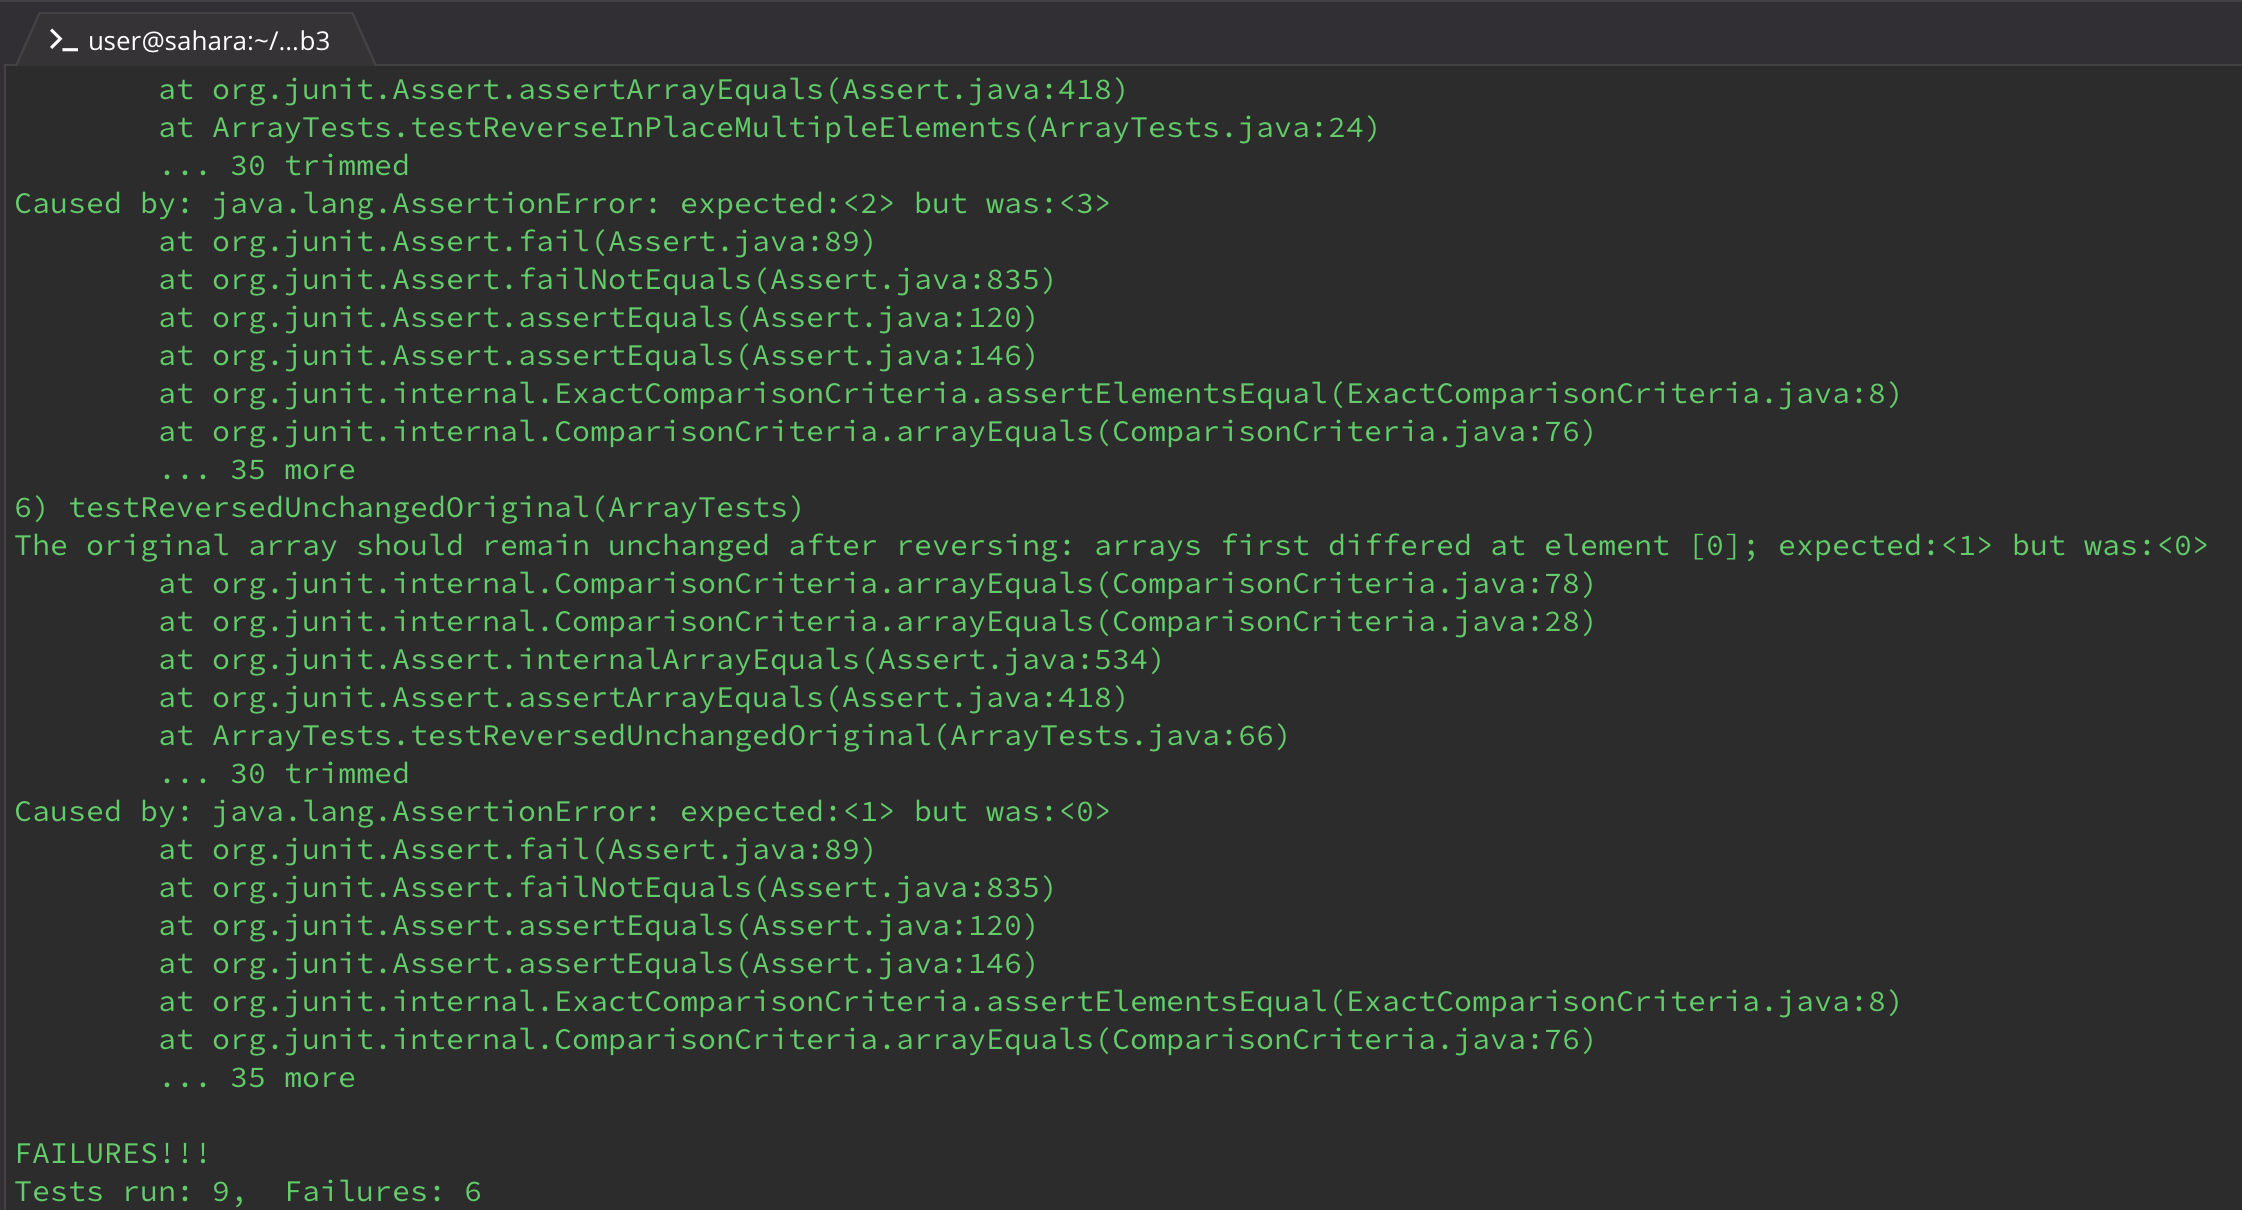 >_ user@sahara:~/...b3
at org.junit.Assert.assertArrayEquals(Assert.java:418)
at ArrayTests.testReverseInPlaceMultipleElements(ArrayTests.java:24)
... 30 trimmed
Caused by: java.lang.AssertionError: expected:<2> but was:<3>
at org.junit.Assert.fail(Assert.java:89)
at org.junit.Assert.failNotEquals(Assert.java:835)
at org.junit.Assert.assertEquals(Assert.java:120)
at org.junit.Assert.assertEquals(Assert.java:146)
at org.junit.internal.ExactComparisonCriteria.assertElementsEqual(ExactComparisonCriteria.java:8)
at org.junit.internal.ComparisonCriteria.arrayEquals(ComparisonCriteria.java:76)
... 35 more
6) testReversedUnchangedOriginal(ArrayTests)
The original array should remain unchanged after reversing: arrays first differed at element [0]; expected:<1> but was:<0>
at org.junit.internal.ComparisonCriteria.arrayEquals(ComparisonCriteria.java:78)
at org.junit.internal.ComparisonCriteria.arrayEquals(ComparisonCriteria.java:28)
at org.junit.Assert.internalArrayEquals(Assert.java:534)
at org.junit.Assert.assertArrayEquals(Assert.java:418)
at ArrayTests.testReversedUnchangedOriginal(ArrayTests.java:66)
... 30 trimmed
Caused by: java.lang.AssertionError: expected:<1> but was:<0>
at org.junit.Assert.fail(Assert.java:89)
at org.junit.Assert.failNotEquals(Assert.java:835)
at org.junit.Assert.assertEquals(Assert.java:120)
at org.junit.Assert.assertEquals(Assert.java:146)
at org.junit.internal.ExactComparisonCriteria.assertElementsEqual(ExactComparisonCriteria.java:8)
at org.junit.internal.ComparisonCriteria.arrayEquals(ComparisonCriteria.java:76)
... 35 more
FAILURES!!!
Tests run: 9,  Failures: 6